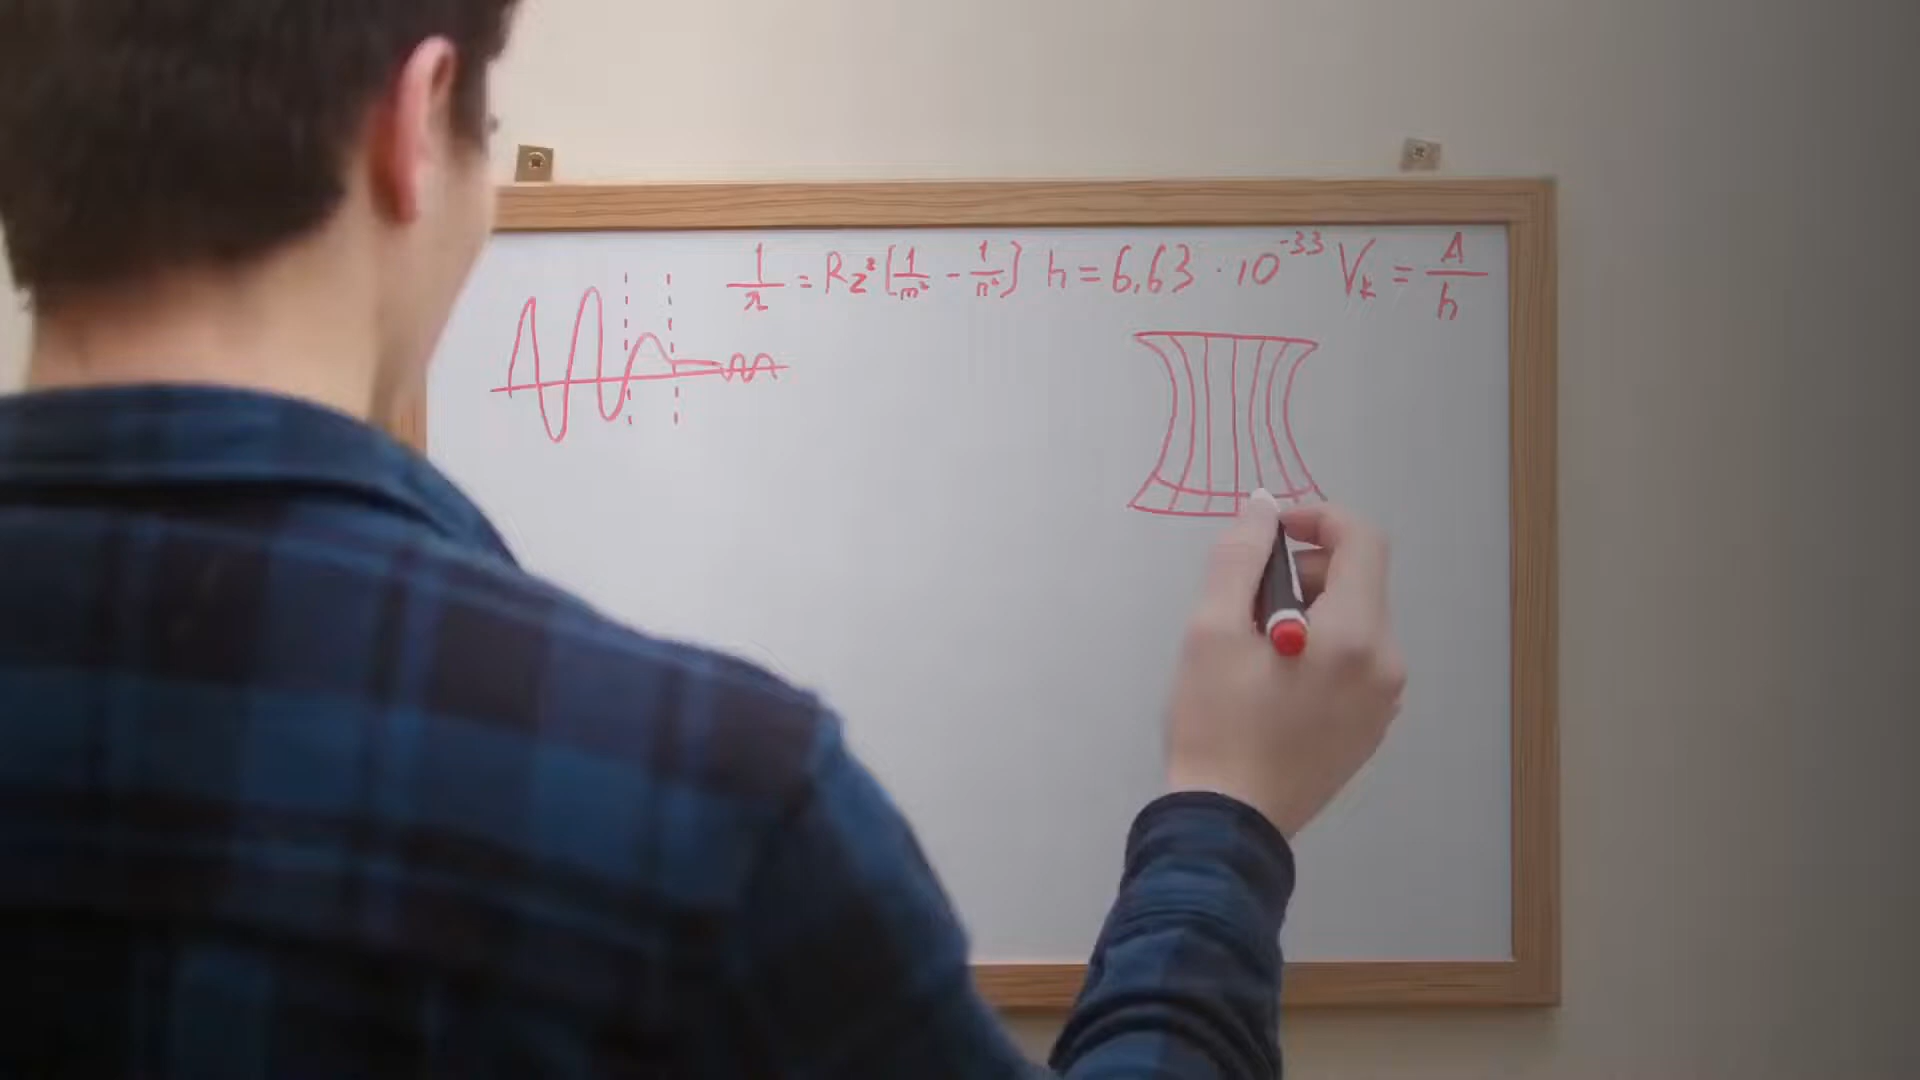 1/λ = Rz²[1/m² - 1/n²] h = 6,63 · 10⁻³³ Vₖ = A/h